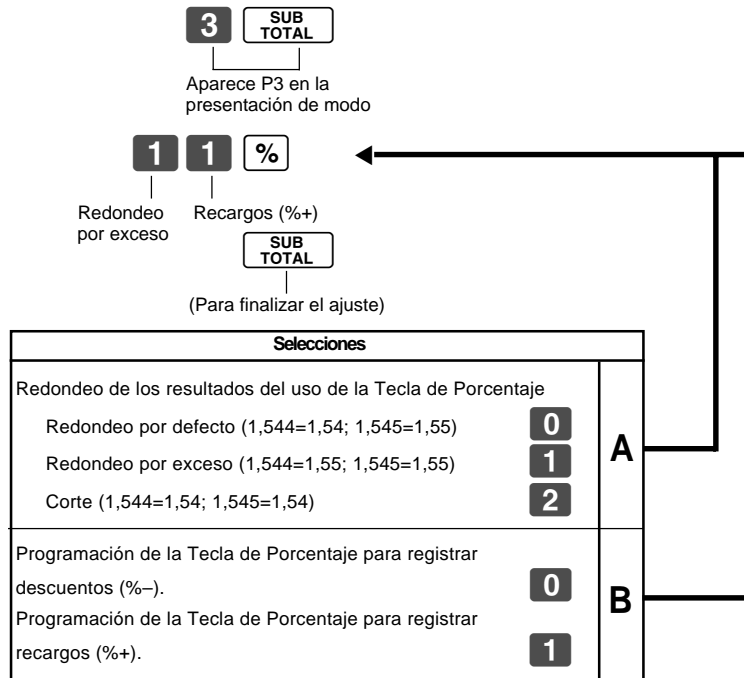 3 SUB TOTAL
Aparece P3 en la
presentación de modo
1 1 %
Redondeo por exceso
Recargos (%+)
SUB TOTAL
(Para finalizar el ajuste)
Selecciones
Redondeo de los resultados del uso de la Tecla de Porcentaje
Redondeo por defecto (1,544=1,54; 1,545=1,55) 0
Redondeo por exceso (1,544=1,55; 1,545=1,55) 1
Corte (1,544=1,54; 1,545=1,54) 2
A
Programación de la Tecla de Porcentaje para registrar
descuentos (%–). 0
Programación de la Tecla de Porcentaje para registrar
recargos (%+). 1
B